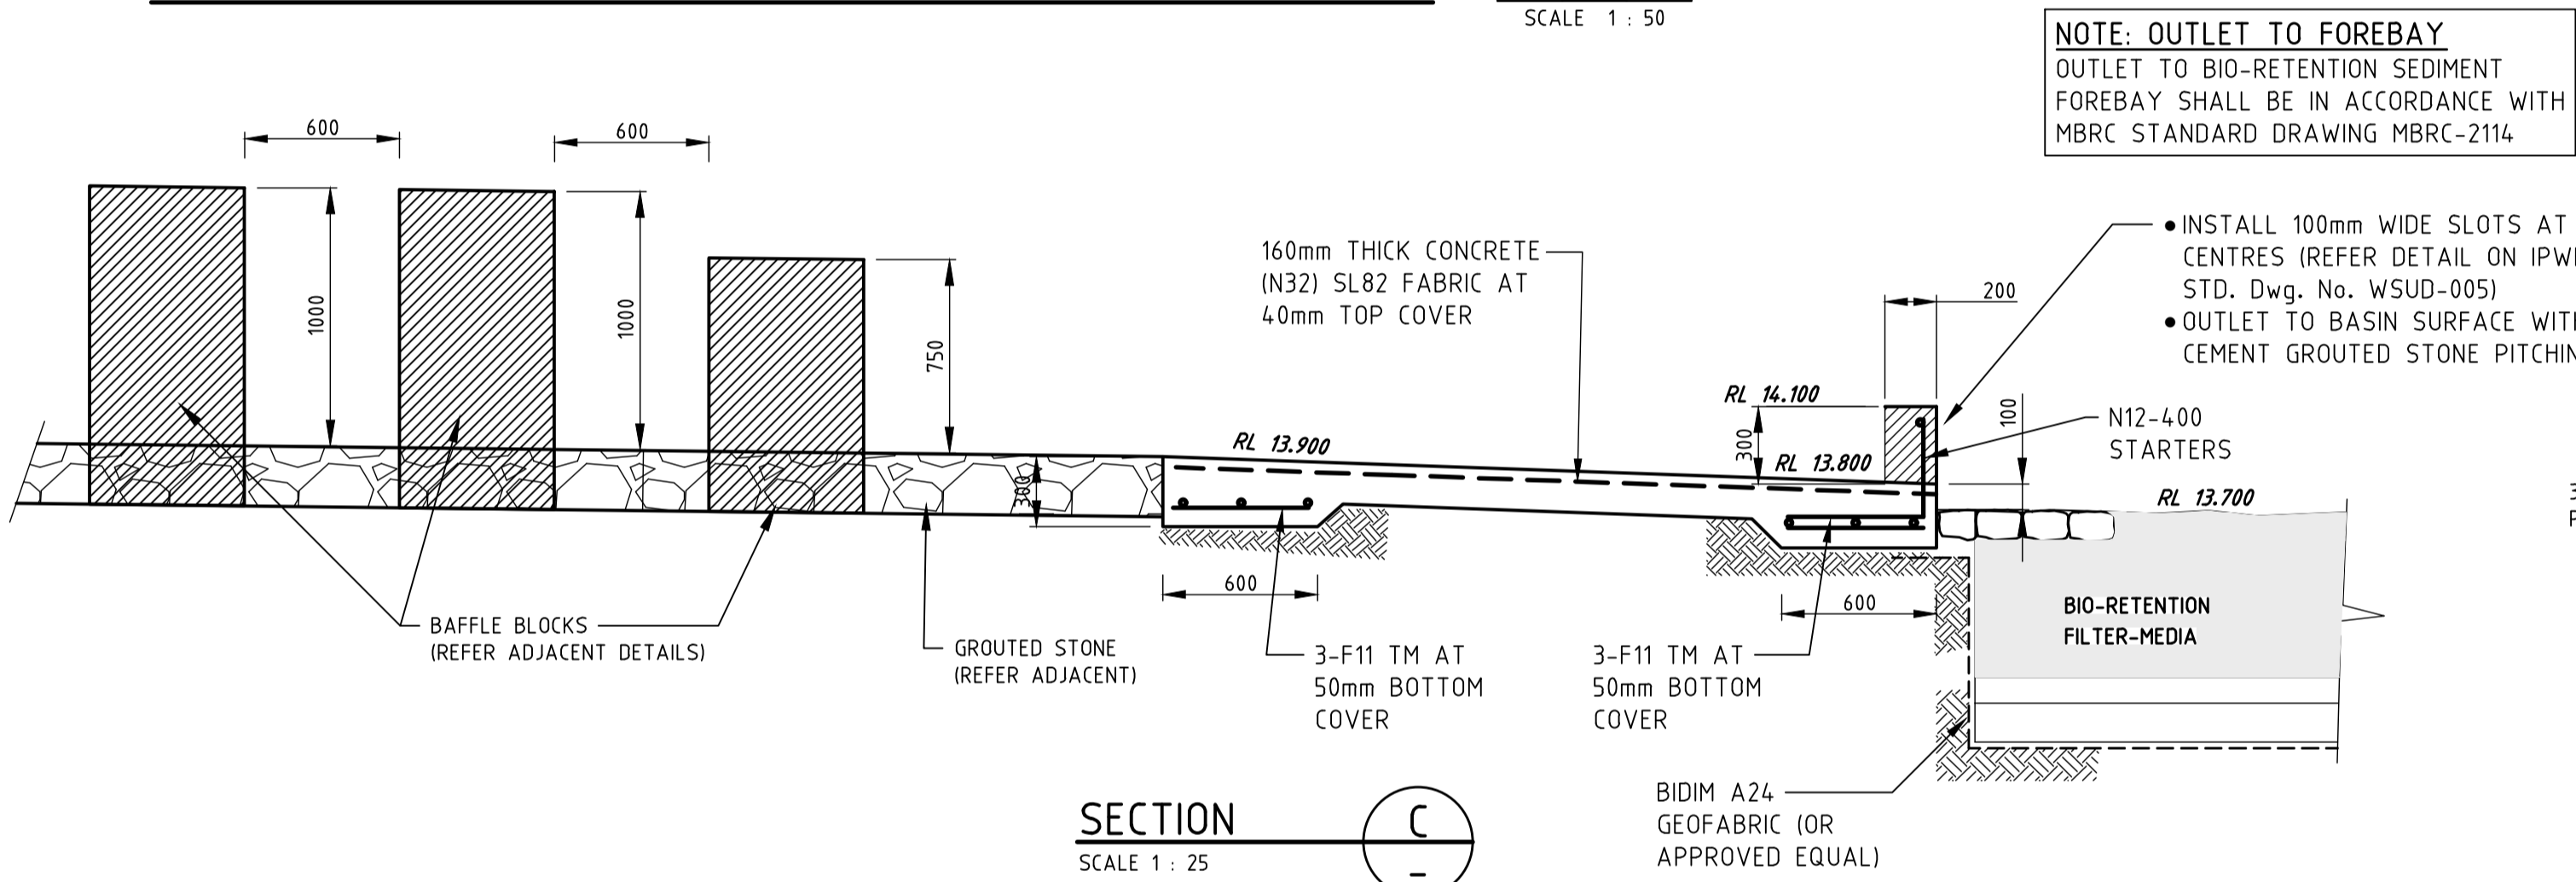 SCALE 1 : 50
NOTE: OUTLET TO FOREBAY
OUTLET TO BIO-RETENTION SEDIMENT
FOREBAY SHALL BE IN ACCORDANCE WITH
MBRC STANDARD DRAWING MBRC-2114
600
600
1000
1000
750
160mm THICK CONCRETE
(N32) SL82 FABRIC AT
40mm TOP COVER
200
● INSTALL 100mm WIDE SLOTS AT
CENTRES (REFER DETAIL ON
STD. Dwg. No. WSUD-005)
● OUTLET TO BASIN SURFACE
CEMENT GROUTED STONE
RL 14.100
300
RL 13.900
RL 13.800
100
N12-400
STARTERS
RL 13.700
300
600
600
BAFFLE BLOCKS
(REFER ADJACENT DETAILS)
GROUTED STONE
(REFER ADJACENT)
3-F11 TM AT
50mm BOTTOM
COVER
3-F11 TM AT
50mm BOTTOM
COVER
BIO-RETENTION
FILTER-MEDIA
BIDIM A24
GEOFABRIC (OR
APPROVED EQUAL)
SECTION
C
-
SCALE 1 : 25